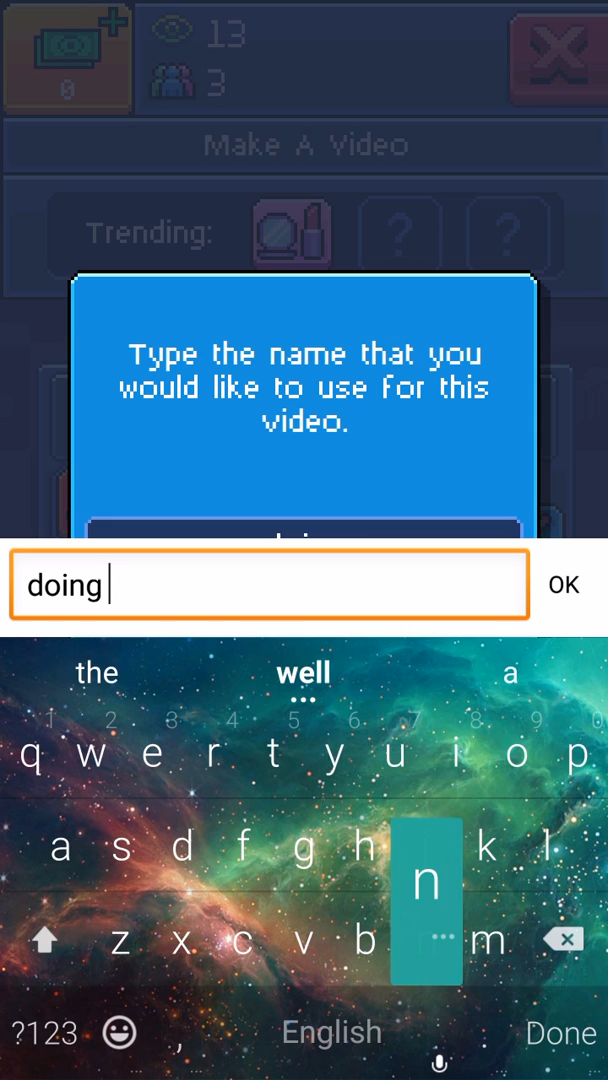 13
0
3
Make A Video
Trending:
? ?
Type the name that you
would like to use for this
video.
doing
OK
the well a
1 2 3 4 5 6 7 8 9 0
q w e r t y u i o p
a s d f g h k l
n
z x c v b m
?123 , English Done